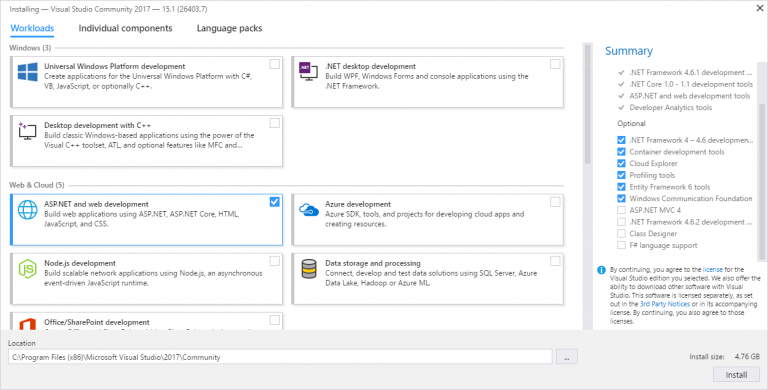 Installing — Visual Studio Community 2017 — 15.1 (26403.7)
Workloads
Individual components
Language packs
Windows (3)
Universal Windows Platform development
Create applications for the Universal Windows Platform with C#,
VB, JavaScript, or optionally C++.
.NET desktop development
Build WPF, Windows Forms and console applications using the
.NET Framework.
Desktop development with C++
Build classic Windows-based applications using the power of the
Visual C++ toolset, ATL, and optional features like MFC and...
Web & Cloud (5)
ASP.NET and web development
Build web applications using ASP.NET, ASP.NET Core, HTML,
JavaScript, and CSS.
Azure development
Azure SDK, tools, and projects for developing cloud apps and
creating resources.
Node.js development
Build scalable network applications using Node.js, an asynchronous
event-driven JavaScript runtime.
Data storage and processing
Connect, develop and test data solutions using SQL Server, Azure
Data Lake, Hadoop or Azure ML.
Office/SharePoint development
Summary
.NET Framework 4.6.1 development ...
.NET Core 1.0 - 1.1 development tools
ASP.NET and web development tools
Developer Analytics tools
Optional
.NET Framework 4 – 4.6 developmen...
Container development tools
Cloud Explorer
Profiling tools
Entity Framework 6 tools
Windows Communication Foundation
ASP.NET MVC 4
.NET Framework 4.6.2 development ...
Class Designer
F# language support
By continuing, you agree to the license for the
Visual Studio edition you selected. We also offer the
ability to download other software with Visual
Studio. This software is licensed separately, as set
out in the 3rd Party Notices or in its accompanying
license. By continuing, you also agree to those
licenses.
Location
C:\Program Files (x86)\Microsoft Visual Studio\2017\Community
...
Install size: 4.76 GB
Install